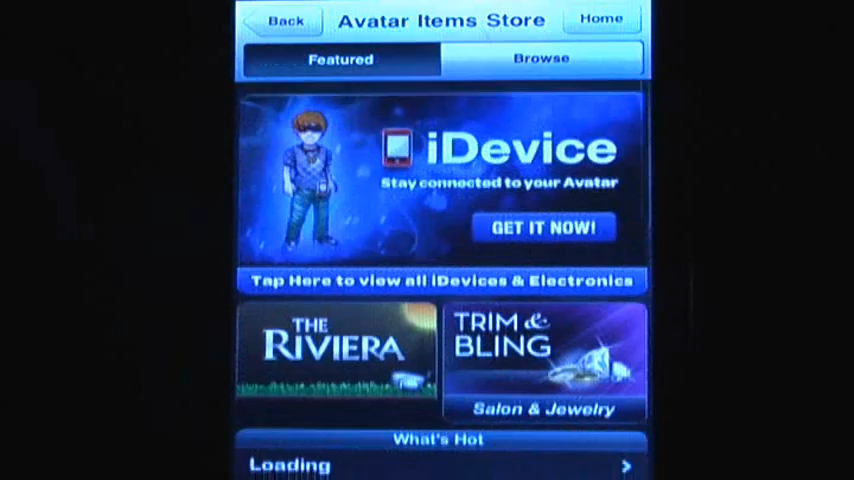 Back
Avatar Items Store
Home
Featured
Browse
iDevice
Stay connected to your Avatar
GET IT NOW!
Tap Here to view all iDevices & Electronics
THE
RIVIERA
TRIM &
BLING
Salon & Jewelry
What's Hot
Loading